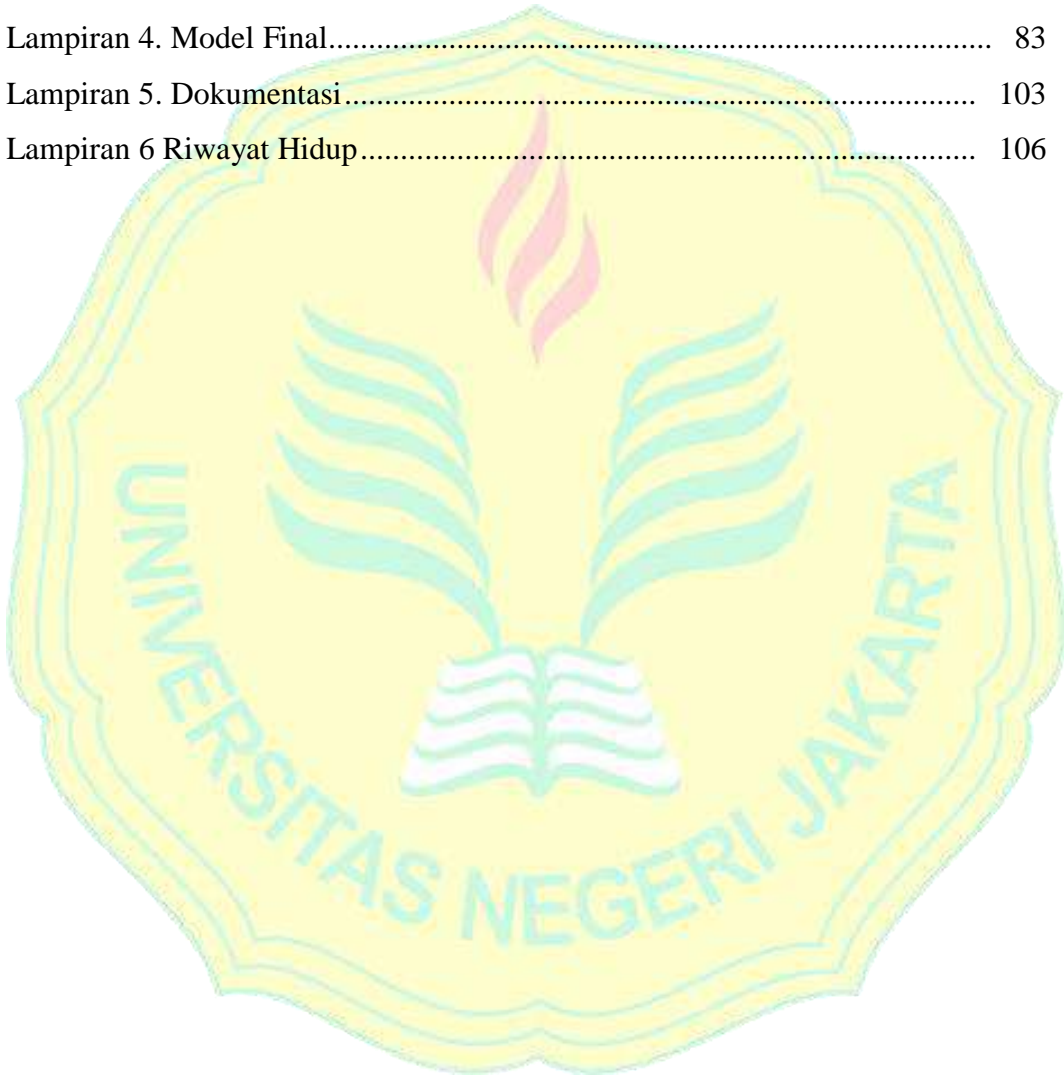 Lampiran 4. Model Final.................................................................................. 83
Lampiran 5. Dokumentasi.............................................................................. 103
Lampiran 6 Riwayat Hidup............................................................................ 106
UNIVERSITAS NEGERI JAKARTA